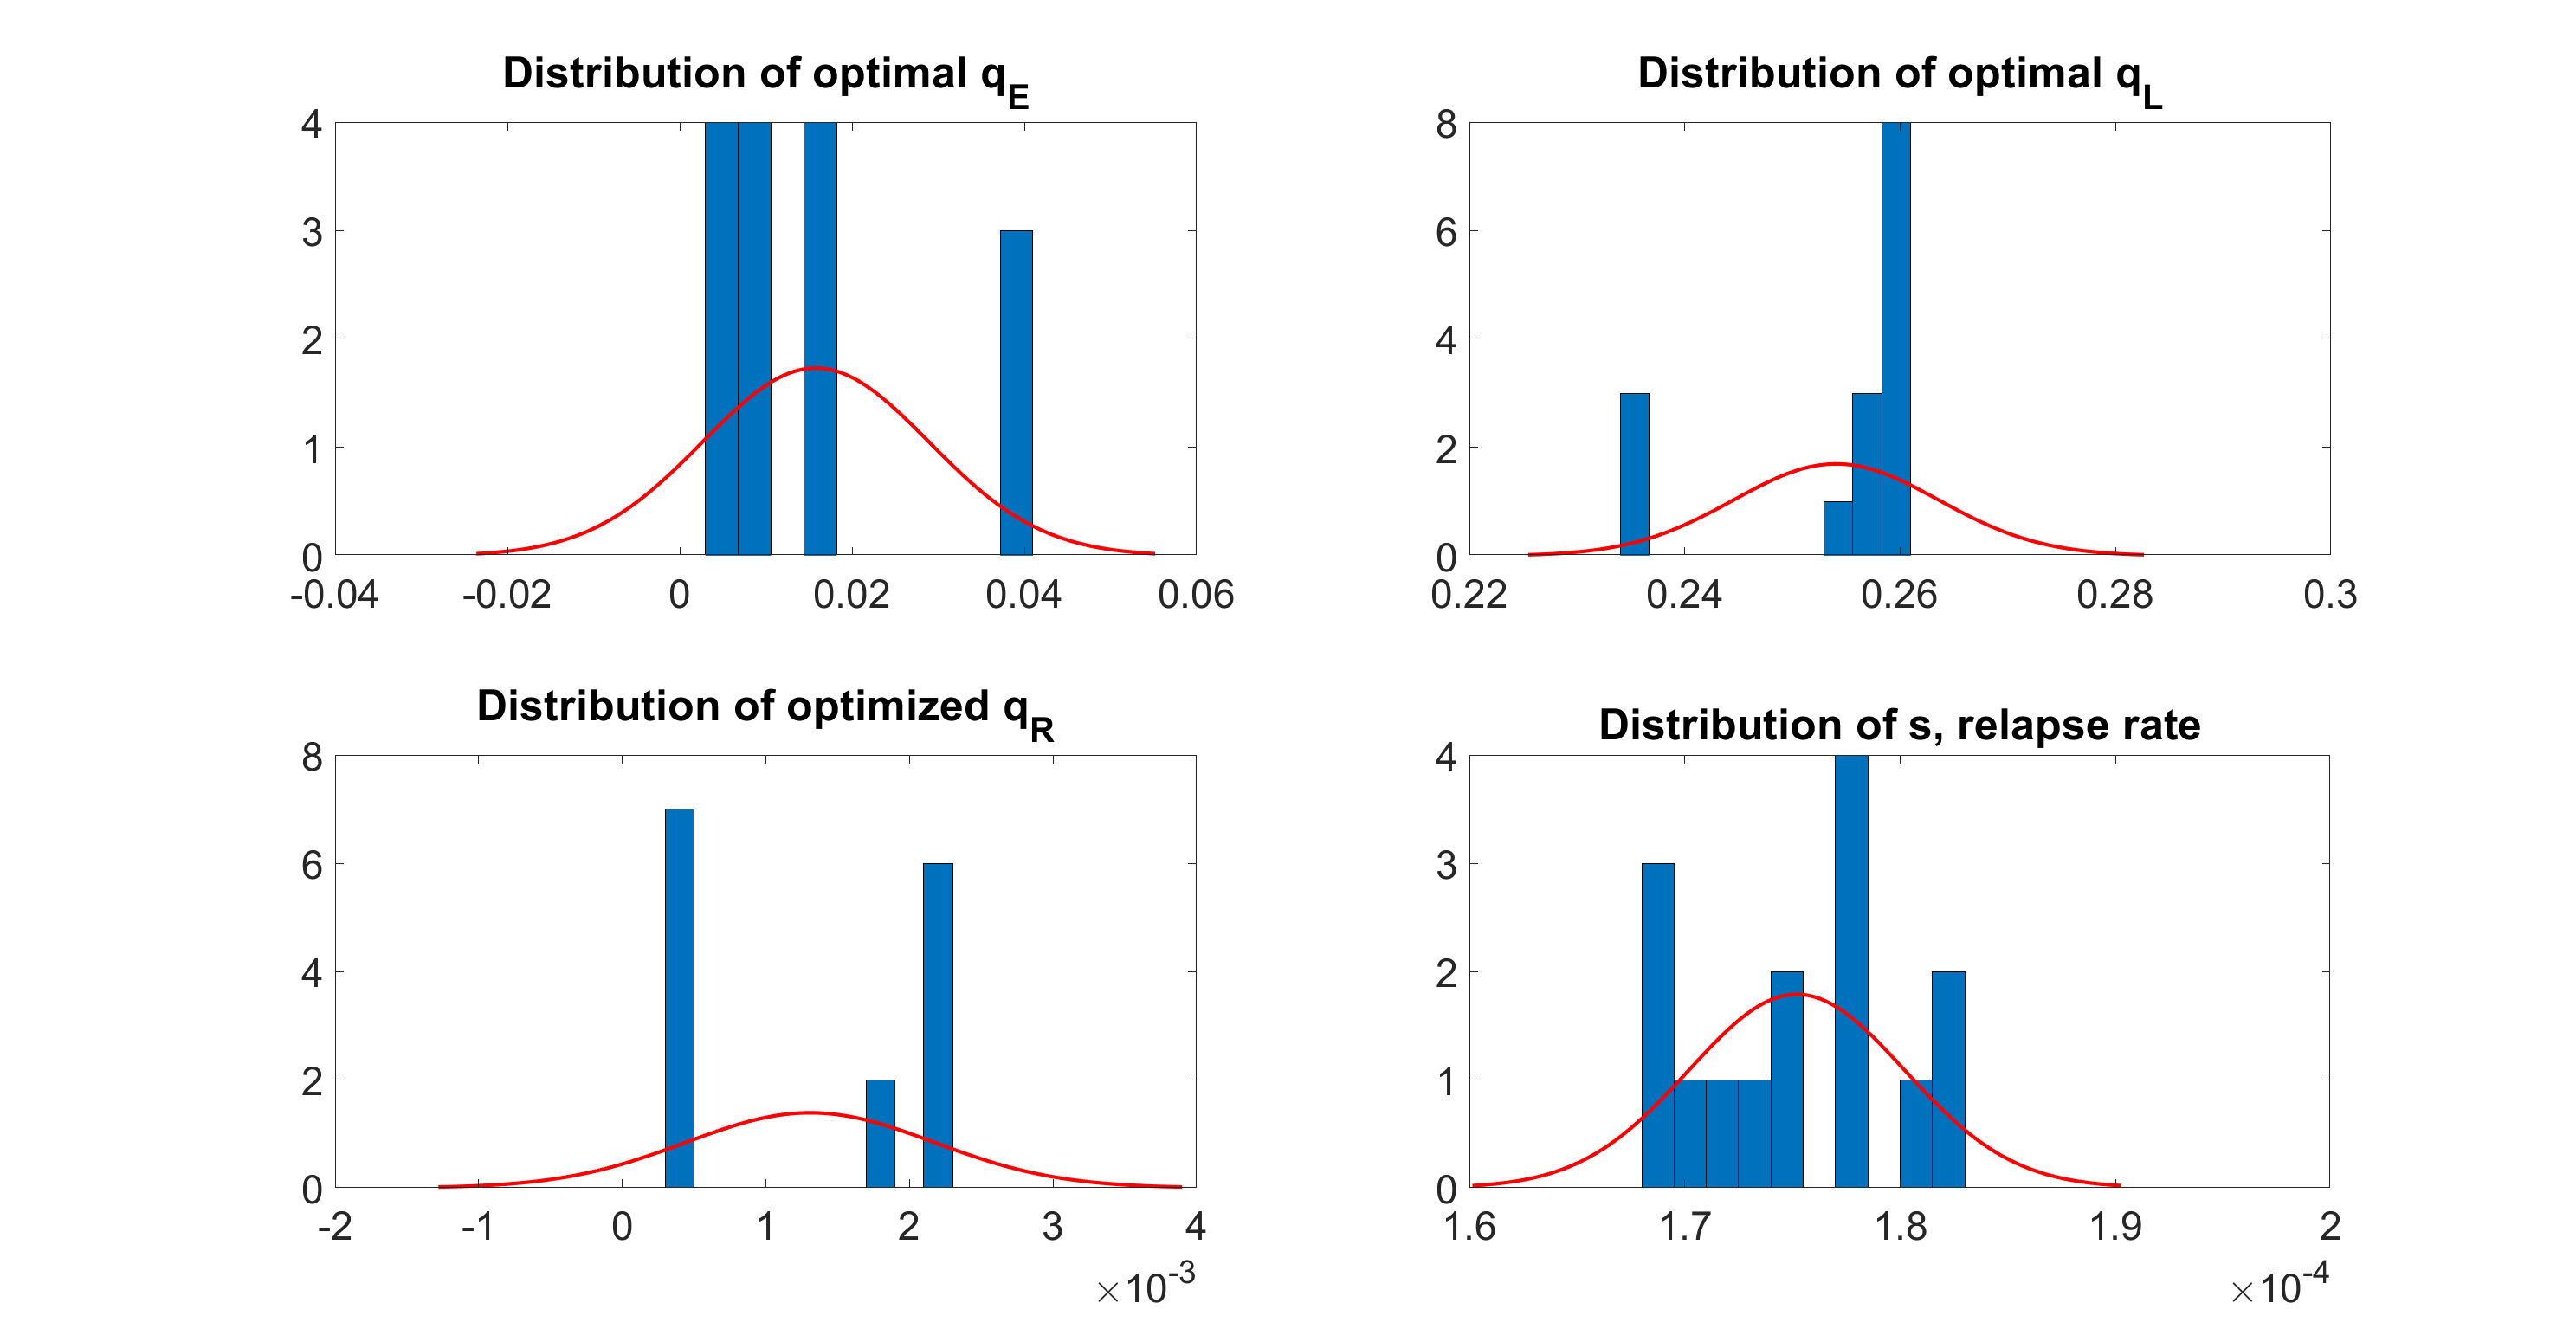 Distribution of optimal q_E
4
3
2
1
0
-0.04 -0.02 0 0.02 0.04 0.06
Distribution of optimal q_L
8
6
4
2
0
0.22 0.24 0.26 0.28 0.3
Distribution of optimized q_R
8
6
4
2
0
-2 -1 0 1 2 3 4
×10^-3
Distribution of s, relapse rate
4
3
2
1
0
1.6 1.7 1.8 1.9 2
×10^-4